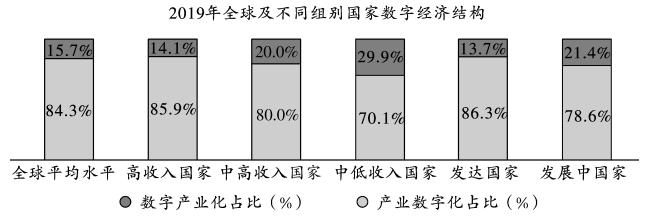 2019年全球及不同组别国家数字经济结构
15.7% 14.1% 20.0% 29.9% 13.7% 21.4%
84.3% 85.9% 80.0% 70.1% 86.3% 78.6%
全球平均水平 高收入国家 中高收入国家 中低收入国家 发达国家 发展中国家
数字产业化占比（%） 产业数字化占比（%）